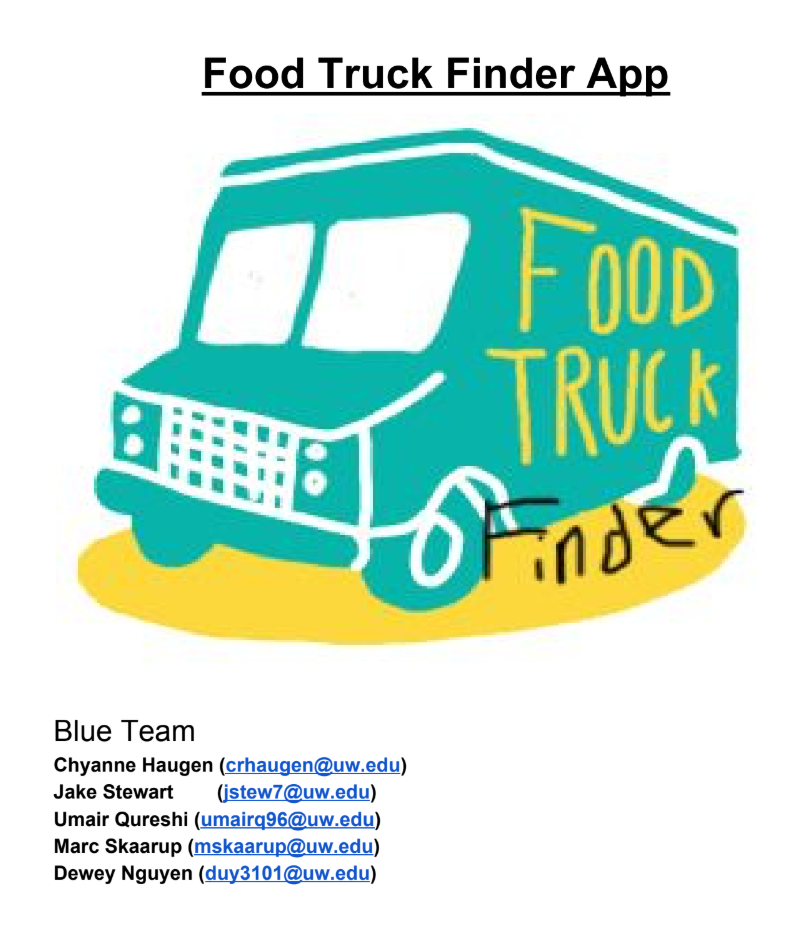 Food Truck Finder App
FOOD
TRUCK
Finder
Blue Team
Chyanne Haugen (crhaugen@uw.edu)
Jake Stewart (jstew7@uw.edu)
Umair Qureshi (umairq96@uw.edu)
Marc Skaarup (mskaarup@uw.edu)
Dewey Nguyen (duy3101@uw.edu)